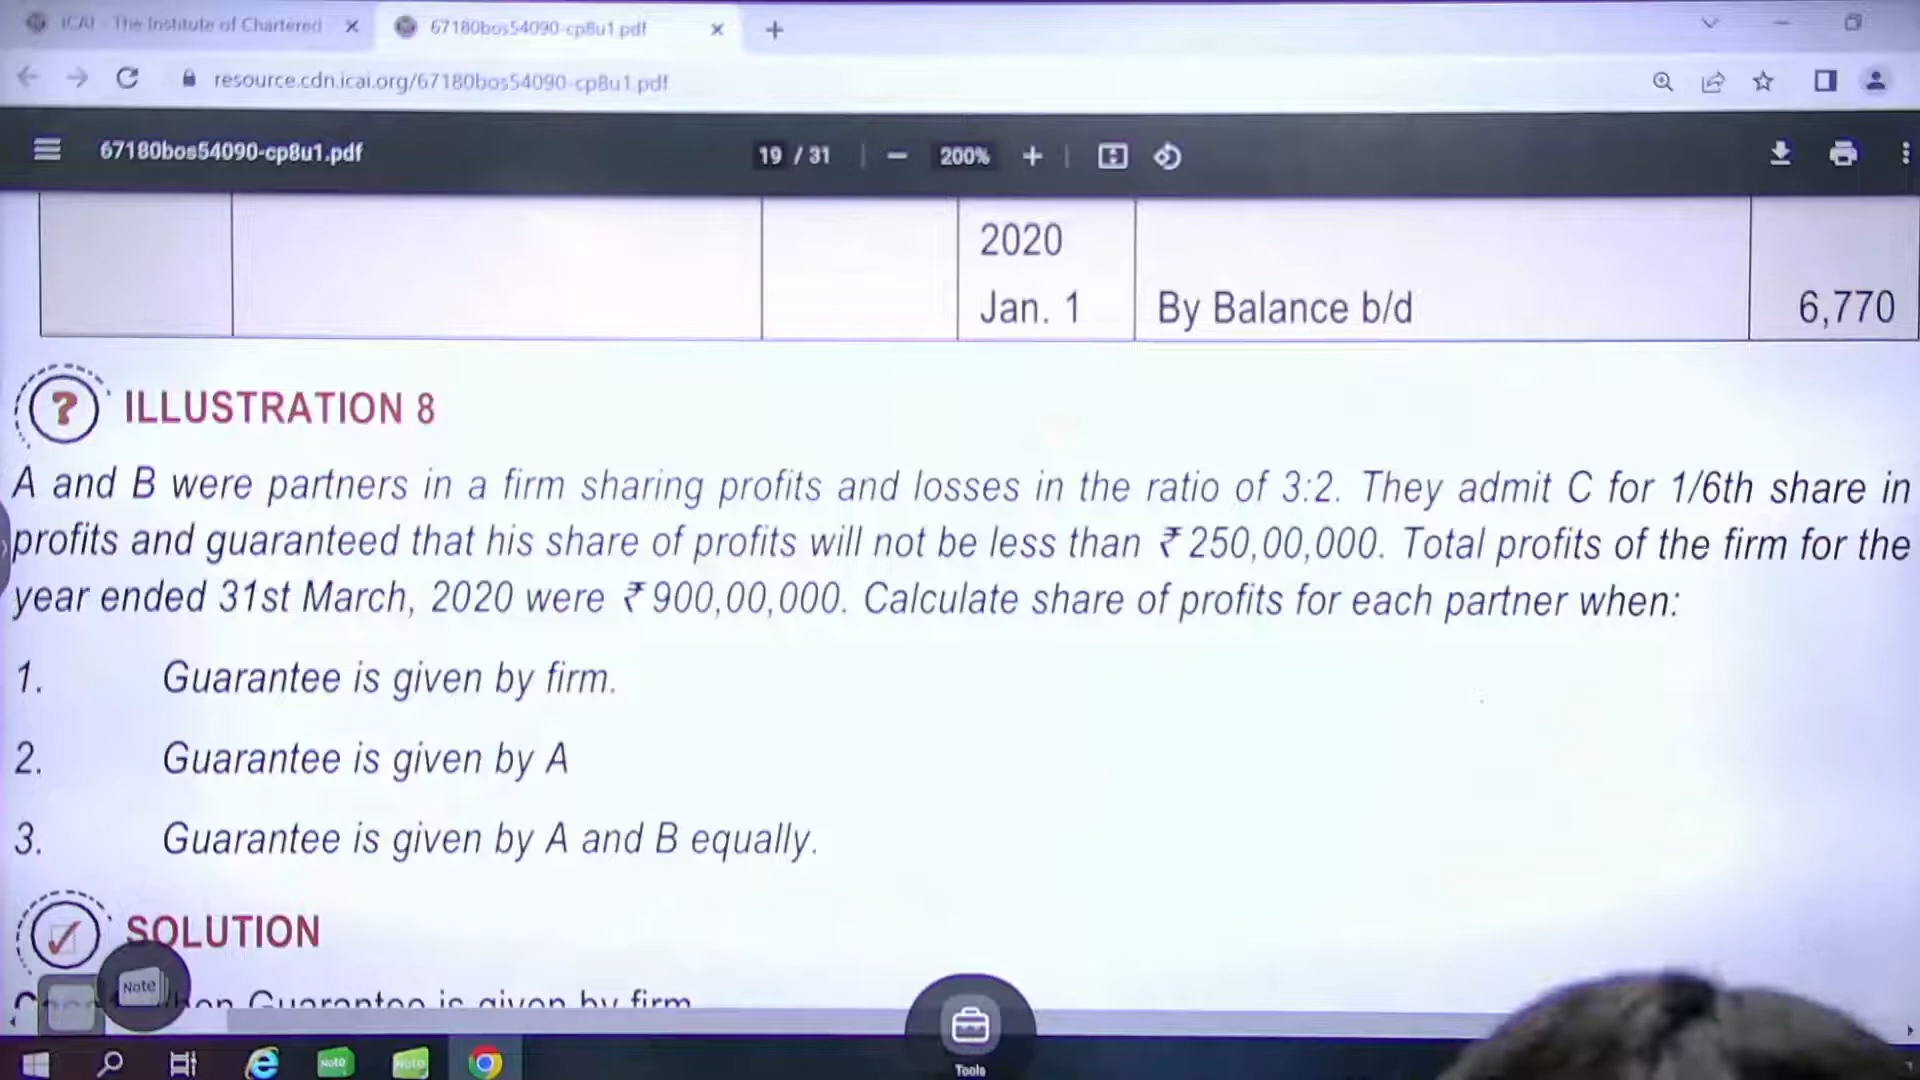 ICAI - The Institute of Chartered
67180bos54090-cp8u1.pdf
resource.cdn.icai.org/67180bos54090-cp8u1.pdf
67180bos54090-cp8u1.pdf
19 / 31
200%
2020
Jan. 1 By Balance b/d 6,770
? ILLUSTRATION 8
A and B were partners in a firm sharing profits and losses in the ratio of 3:2. They admit C for 1/6th share in
profits and guaranteed that his share of profits will not be less than ₹ 250,00,000. Total profits of the firm for the
year ended 31st March, 2020 were ₹ 900,00,000. Calculate share of profits for each partner when:
1. Guarantee is given by firm.
2. Guarantee is given by A
3. Guarantee is given by A and B equally.
SOLUTION
Guarantee is given by firm
Note
Note
Note
Tools